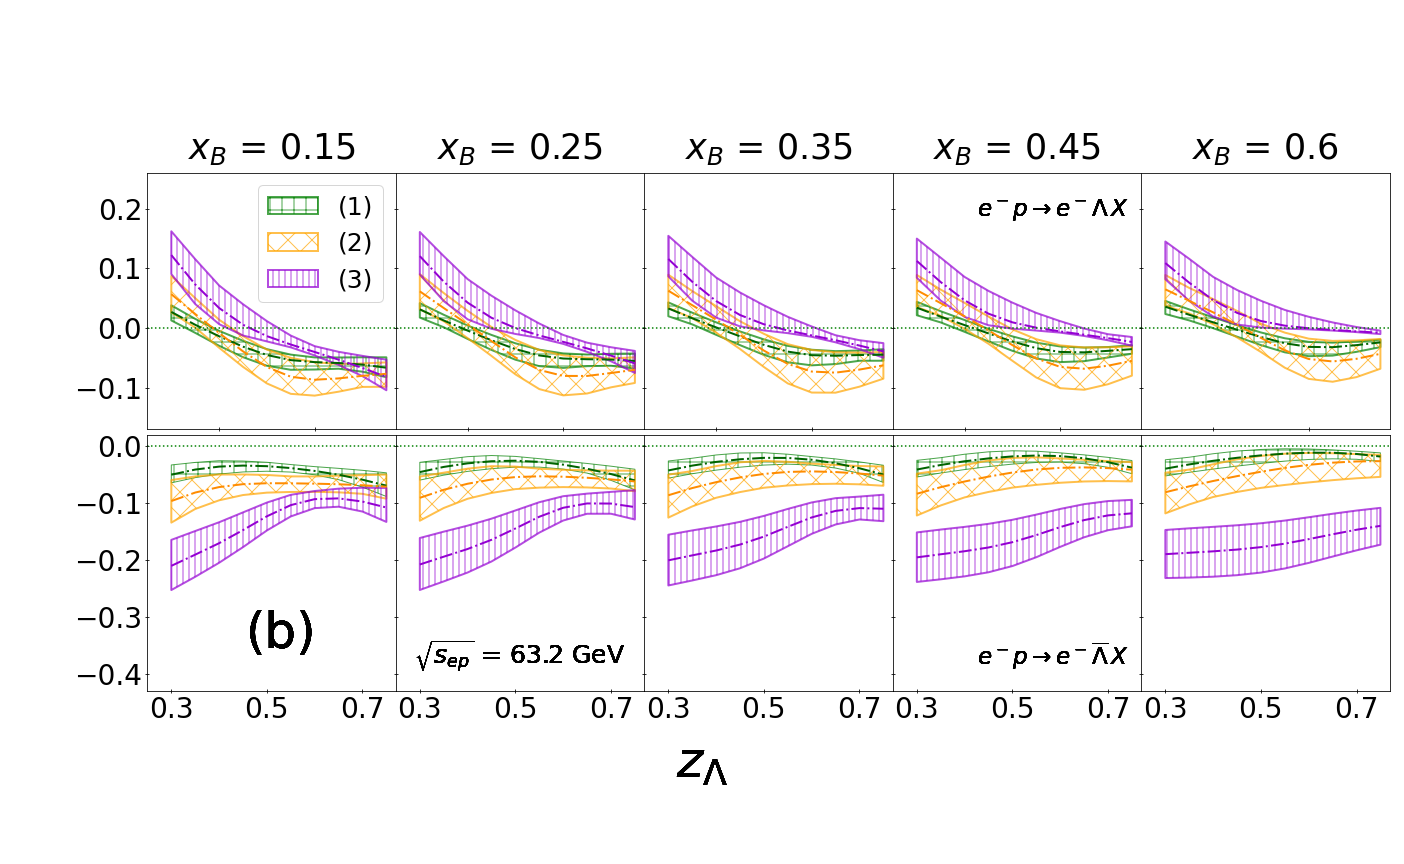 x_B = 0.15 x_B = 0.25 x_B = 0.35 x_B = 0.45 x_B = 0.6
(1)
(2)
(3)
e⁻p→e⁻ΛX
0.2
0.1
0.0
−0.1
0.0
−0.1
−0.2
−0.3
−0.4
(b)
√s_ep = 63.2 GeV
e⁻p→e⁻Λ̅X
0.3 0.5 0.7 0.3 0.5 0.7 0.3 0.5 0.7 0.3 0.5 0.7 0.3 0.5 0.7
z_Λ